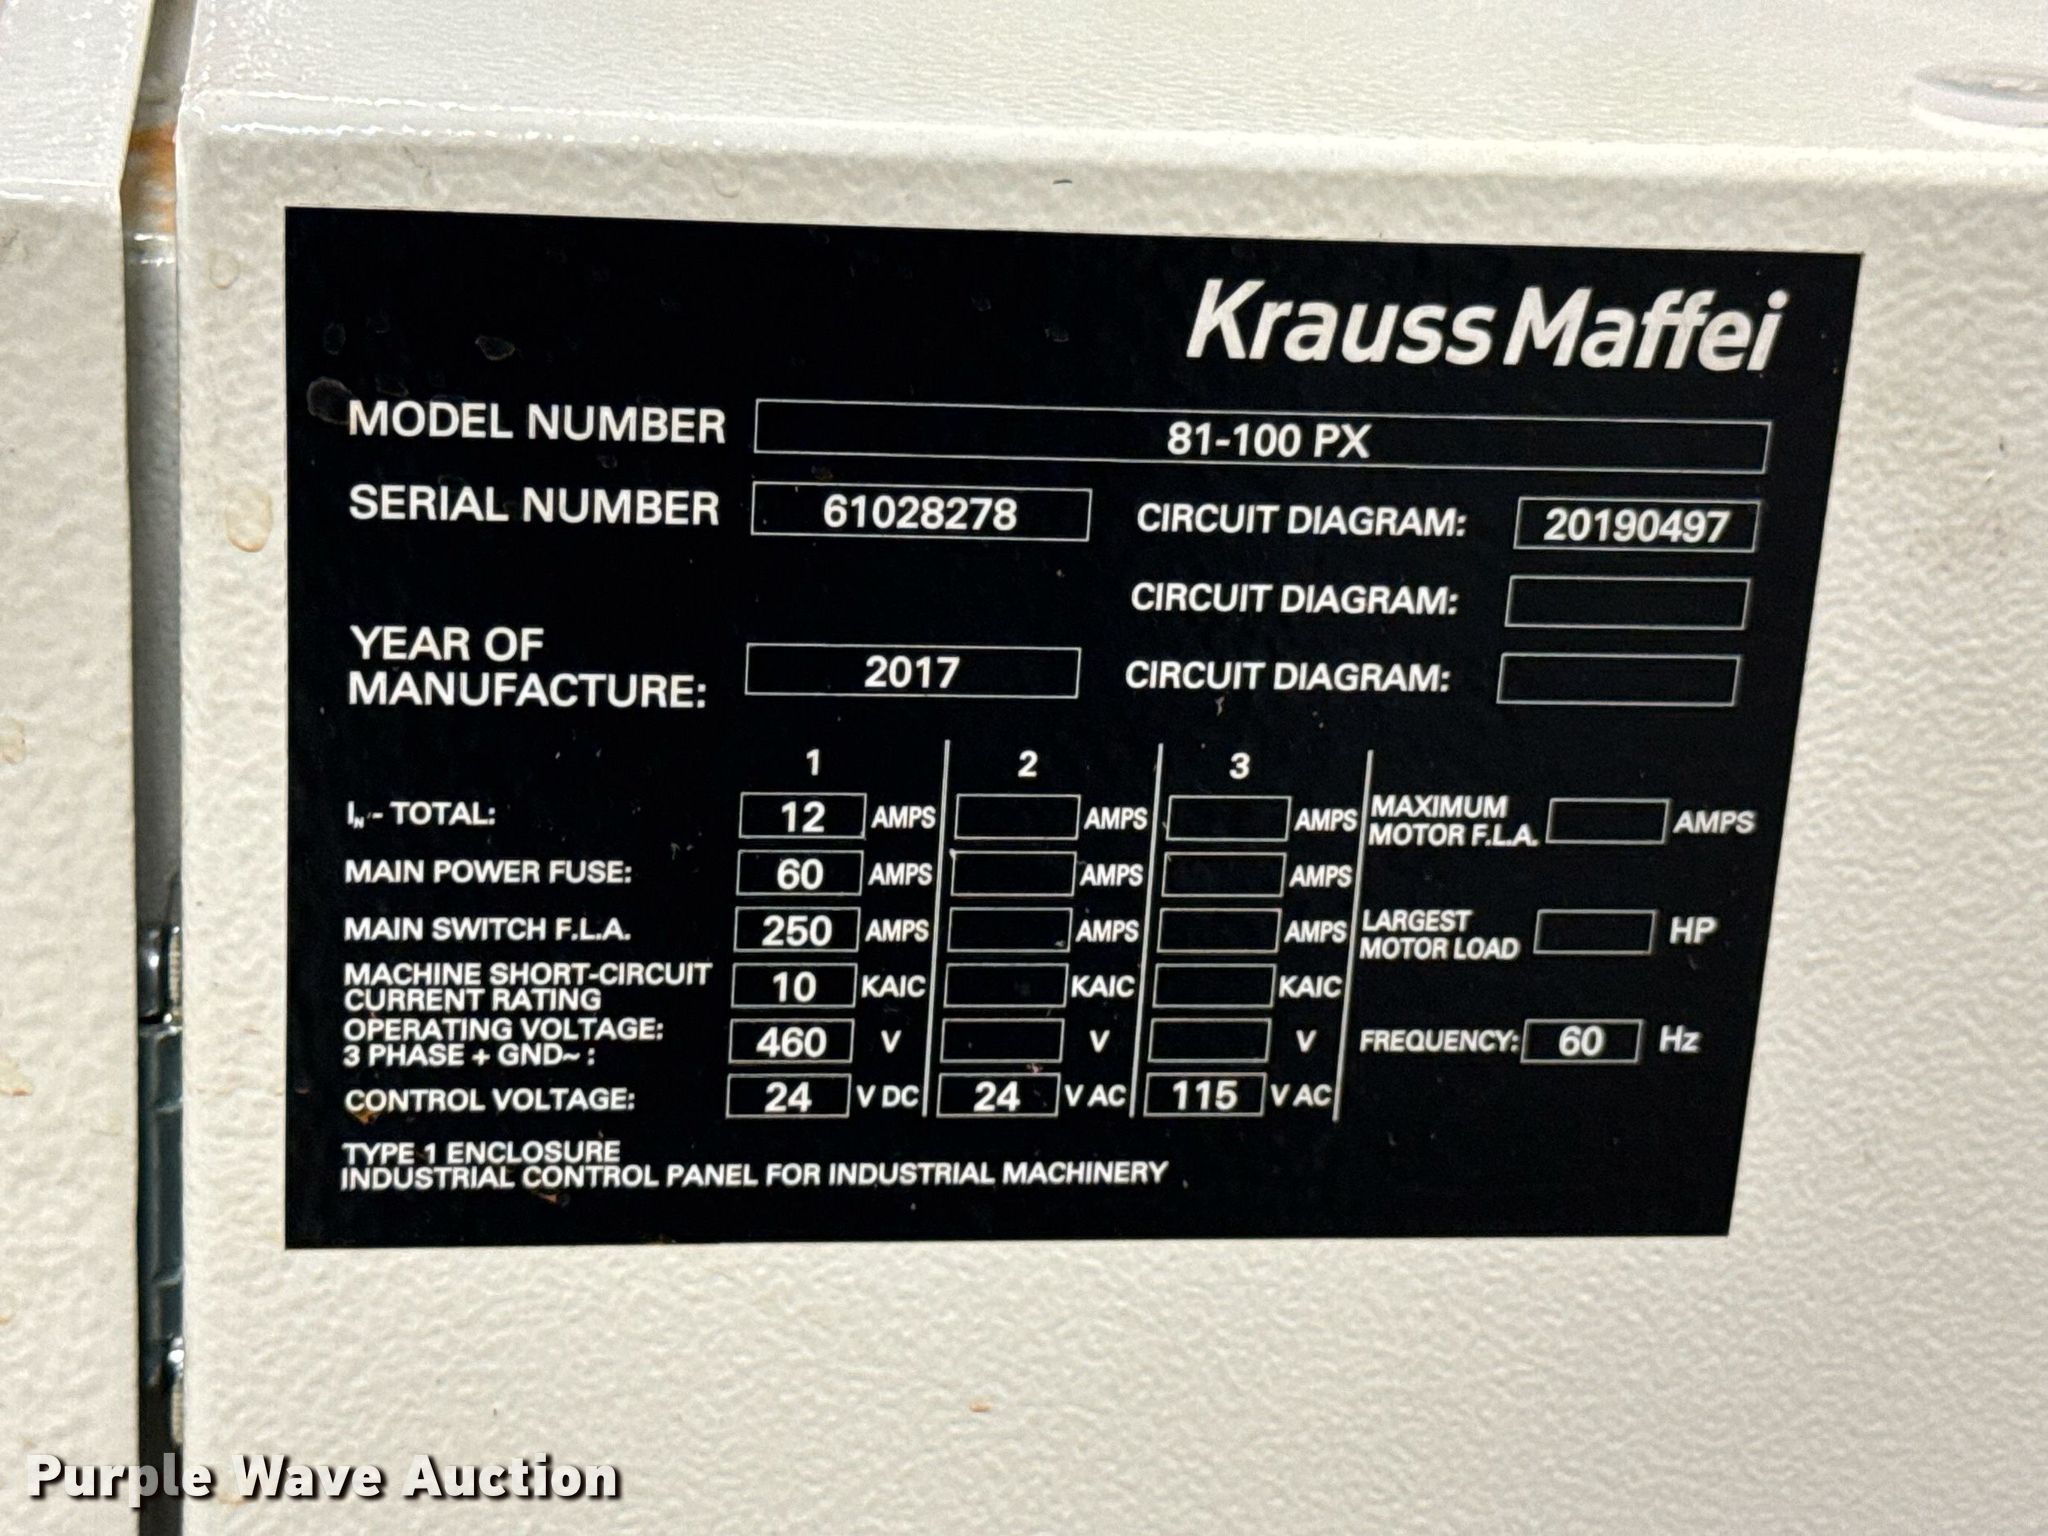 Krauss Maffei
MODEL NUMBER 81-100 PX
SERIAL NUMBER 61028278 CIRCUIT DIAGRAM: 20190497
CIRCUIT DIAGRAM:
YEAR OF
MANUFACTURE: 2017 CIRCUIT DIAGRAM:
1 2 3
IN - TOTAL: 12 AMPS AMPS AMPS MAXIMUM
MOTOR F.L.A. AMPS
MAIN POWER FUSE: 60 AMPS AMPS AMPS
MAIN SWITCH F.L.A. 250 AMPS AMPS AMPS LARGEST
MOTOR LOAD HP
MACHINE SHORT-CIRCUIT
CURRENT RATING 10 KAIC KAIC KAIC
OPERATING VOLTAGE:
3 PHASE + GND~ : 460 V V V FREQUENCY: 60 Hz
CONTROL VOLTAGE: 24 V DC 24 V AC 115 V AC
TYPE 1 ENCLOSURE
INDUSTRIAL CONTROL PANEL FOR INDUSTRIAL MACHINERY
Purple Wave Auction